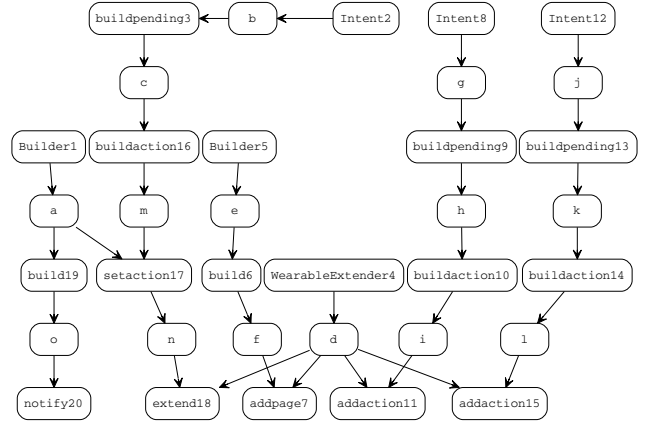 buildpending3 b Intent2 Intent8 Intent12
c g j
Builder1 buildaction16 Builder5 buildpending9 buildpending13
a m e h k
build19 setaction17 build6 WearableExtender4 buildaction10 buildaction14
o n f d i l
notify20 extend18 addpage7 addaction11 addaction15